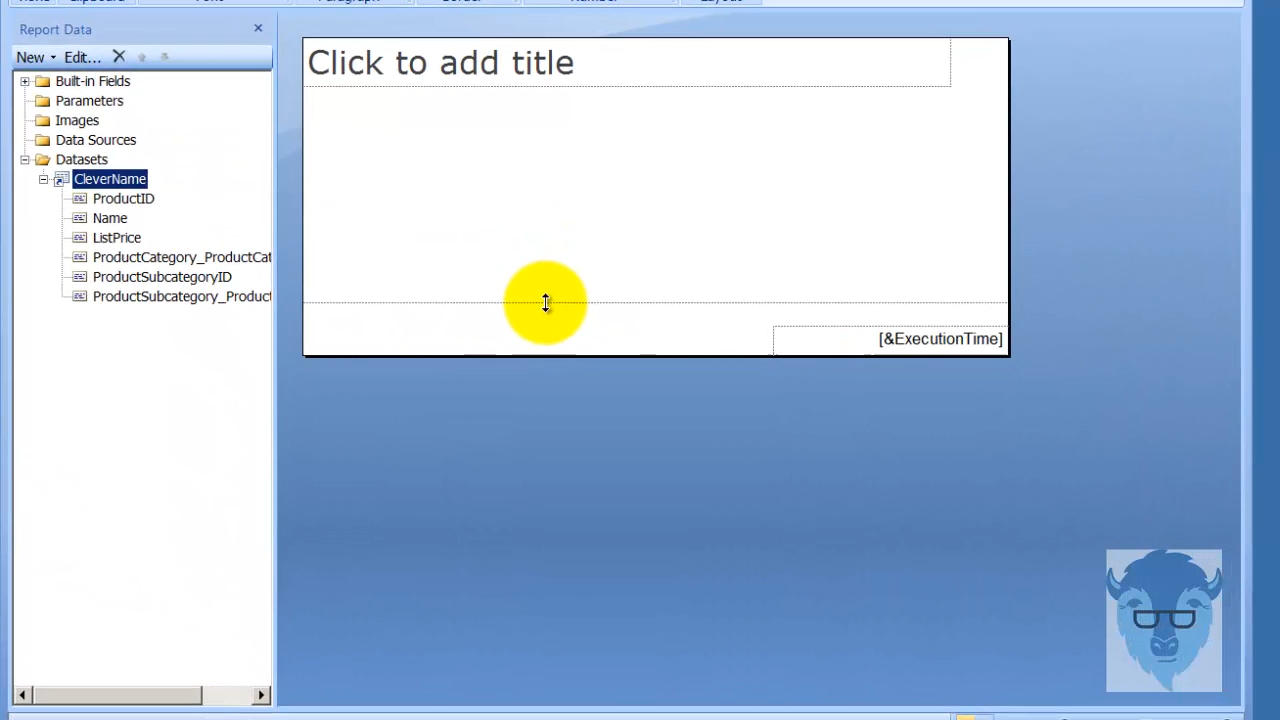 Report Data
New
Edit...
Built-in Fields
Parameters
Images
Data Sources
Datasets
CleverName
ProductID
Name
ListPrice
ProductCategory_ProductCat
ProductSubcategoryID
ProductSubcategory_Product
Click to add title
[&ExecutionTime]